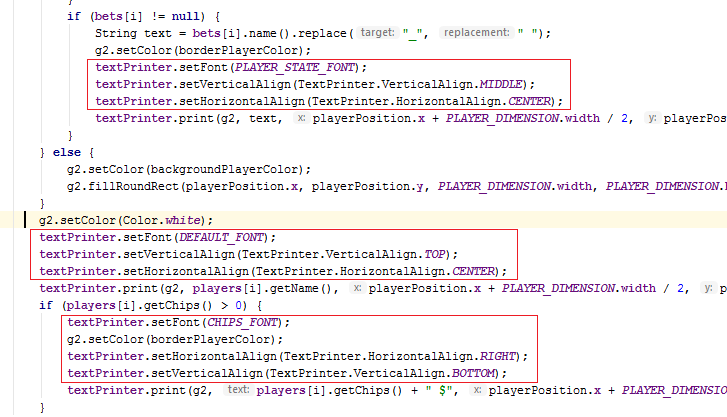 }
if (bets[i] != null) {
String text = bets[i].name().replace( target: "_", replacement: " ");
g2.setColor(borderPlayerColor);
textPrinter.setFont(PLAYER_STATE_FONT);
textPrinter.setVerticalAlign(TextPrinter.VerticalAlign.MIDDLE);
textPrinter.setHorizontalAlign(TextPrinter.HorizontalAlign.CENTER);
textPrinter.print(g2, text, x: playerPosition.x + PLAYER_DIMENSION.width / 2, y: playerPos
}
} else {
g2.setColor(backgroundPlayerColor);
g2.fillRoundRect(playerPosition.x, playerPosition.y, PLAYER_DIMENSION.width, PLAYER_DIMENSION.
}
g2.setColor(Color.white);
textPrinter.setFont(DEFAULT_FONT);
textPrinter.setVerticalAlign(TextPrinter.VerticalAlign.TOP);
textPrinter.setHorizontalAlign(TextPrinter.HorizontalAlign.CENTER);
textPrinter.print(g2, players[i].getName(), x: playerPosition.x + PLAYER_DIMENSION.width / 2, y: p
if (players[i].getChips() > 0) {
textPrinter.setFont(CHIPS_FONT);
g2.setColor(borderPlayerColor);
textPrinter.setHorizontalAlign(TextPrinter.HorizontalAlign.RIGHT);
textPrinter.setVerticalAlign(TextPrinter.VerticalAlign.BOTTOM);
textPrinter.print(g2, text: players[i].getChips() + " $", x: playerPosition.x + PLAYER_DIMENS
}